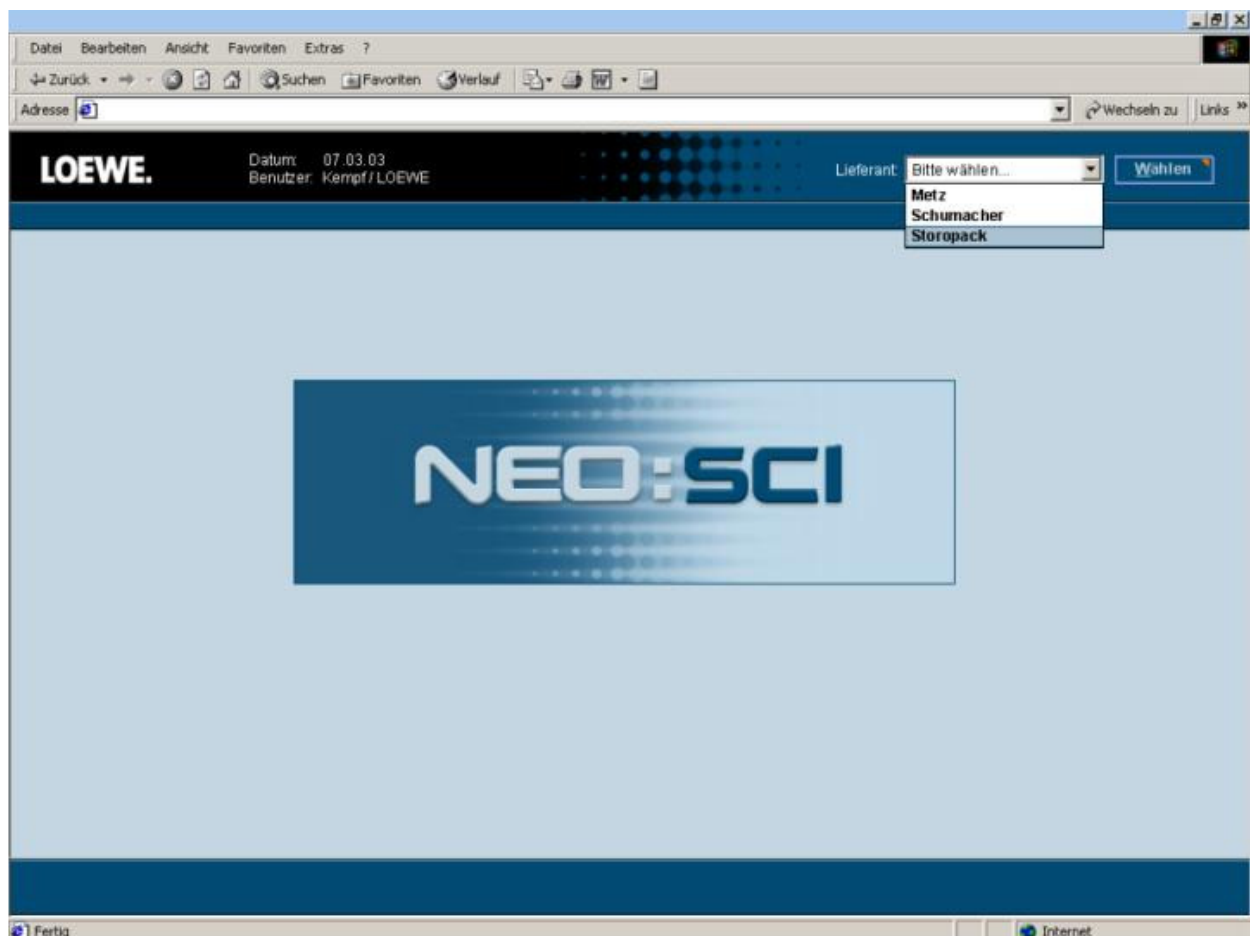 Datei Bearbeiten Ansicht Favoriten Extras ?
Zurück Suchen Favoriten Verlauf
Adresse Wechseln zu Links »
LOEWE.
Datum: 07.03.03
Benutzer: Kempf / LOEWE
Lieferant: Bitte wählen... Wählen
Metz
Schumacher
Storopack
NEO:SCI
Fertig Internet